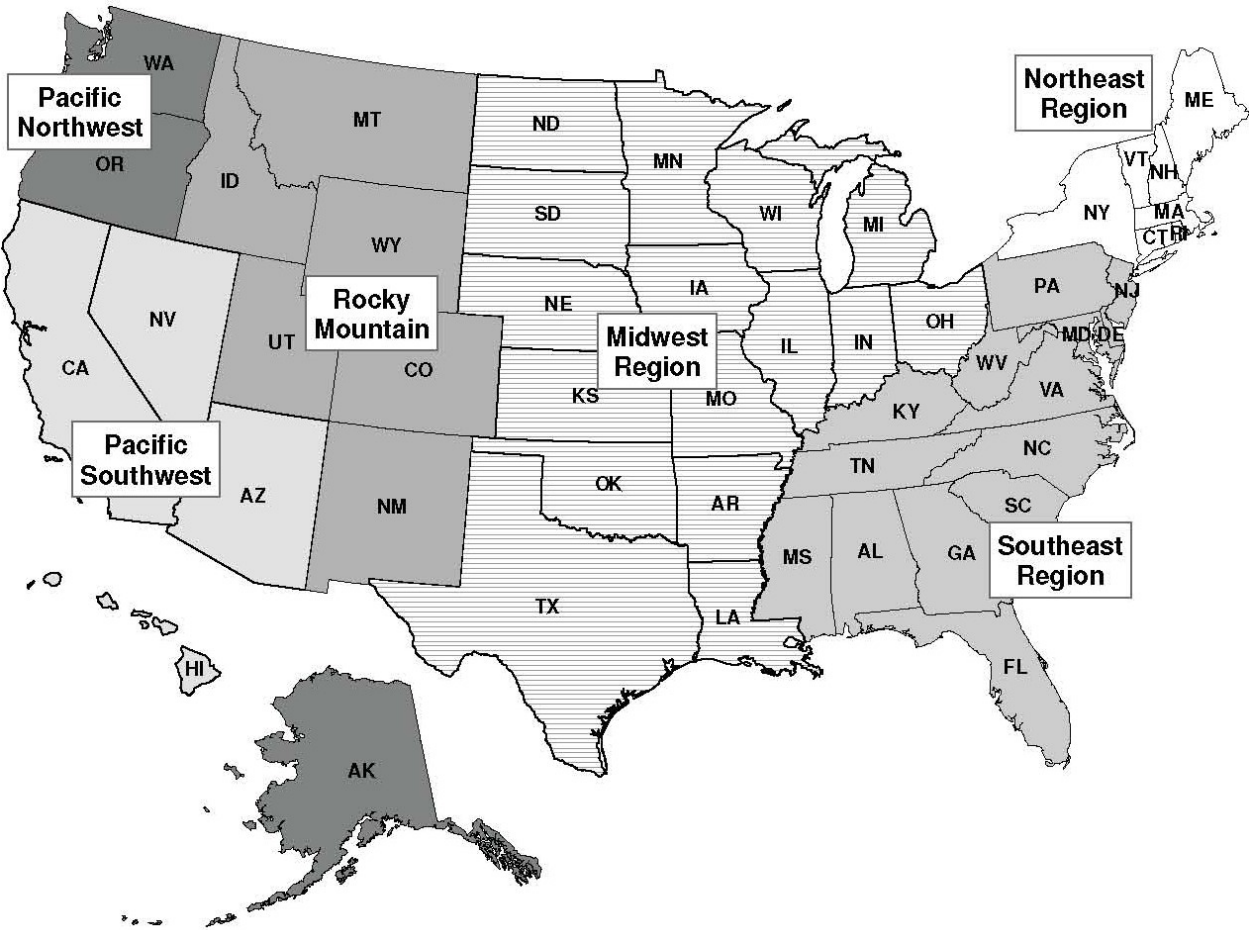 WA
Pacific
Northwest
OR
ID
MT
ND
MN
SD
WI
MI
WY
Rocky
Mountain
NE
IA
Northeast
Region
ME
VT
NH
NY
MA
CT
RI
PA
NJ
OH
MD
DE
IL
IN
WV
VA
Midwest
Region
NV
UT
CO
CA
KS
MO
KY
NC
TN
Pacific
Southwest
AZ
NM
OK
AR
SC
MS
AL
GA
Southeast
Region
TX
LA
FL
HI
AK